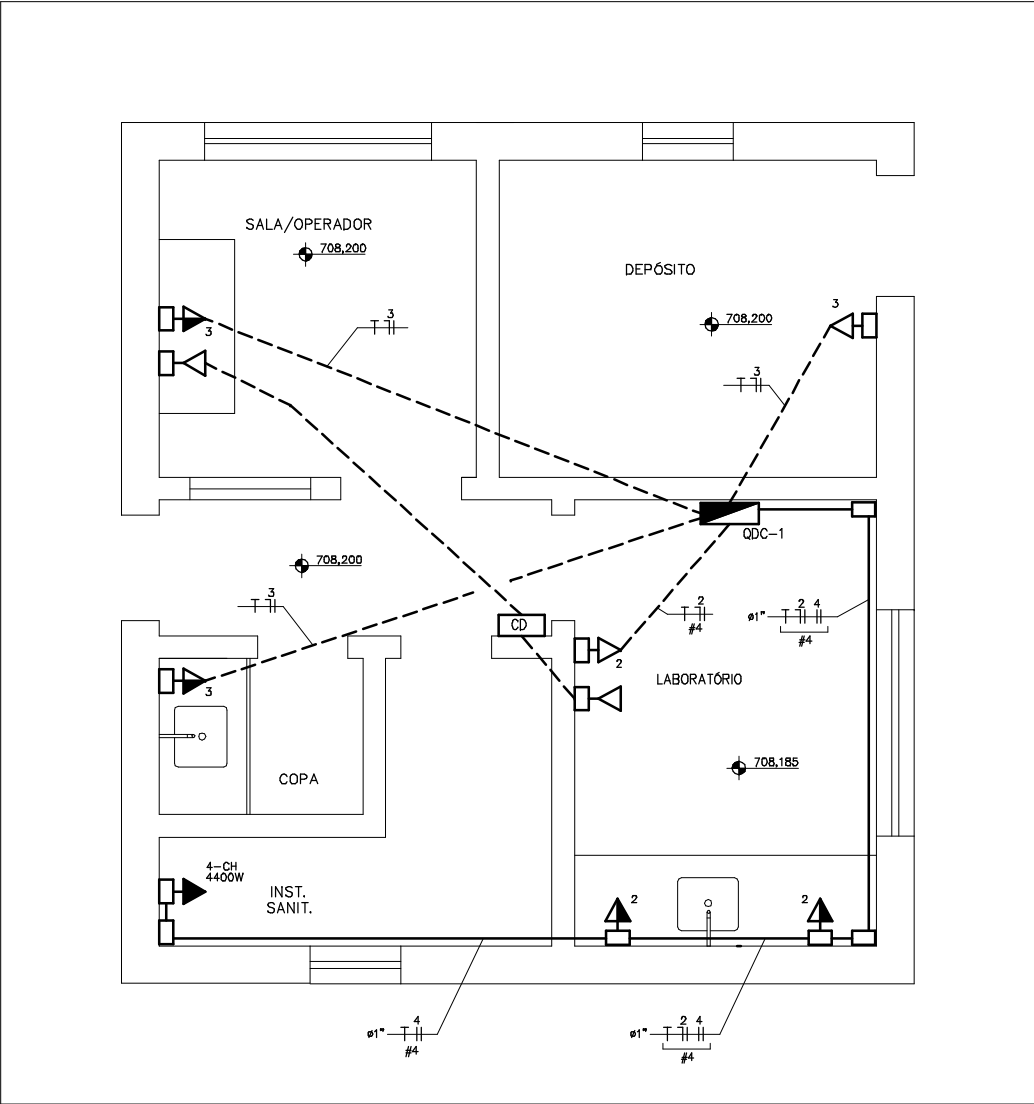 SALA/OPERADOR
708,200
DEPÓSITO
708,200
3
3
3
3
QDC-1
708,200
3
CD
2
#4
ø1" 2 4
#4
2
LABORATÓRIO
3
708,185
COPA
4-CH
4400W
INST.
SANIT.
2
2
ø1" 4
#4
ø1" 2 4
#4